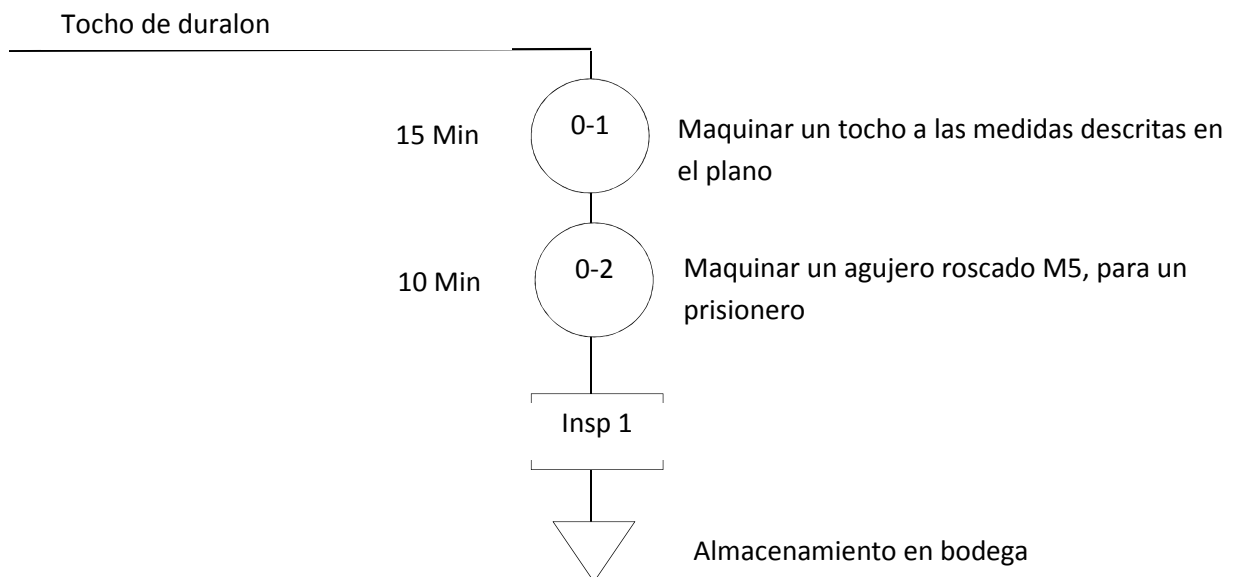 Tocho de duralon
15 Min
0-1
Maquinar un tocho a las medidas descritas en
el plano
10 Min
0-2
Maquinar un agujero roscado M5, para un
prisionero
Insp 1
Almacenamiento en bodega